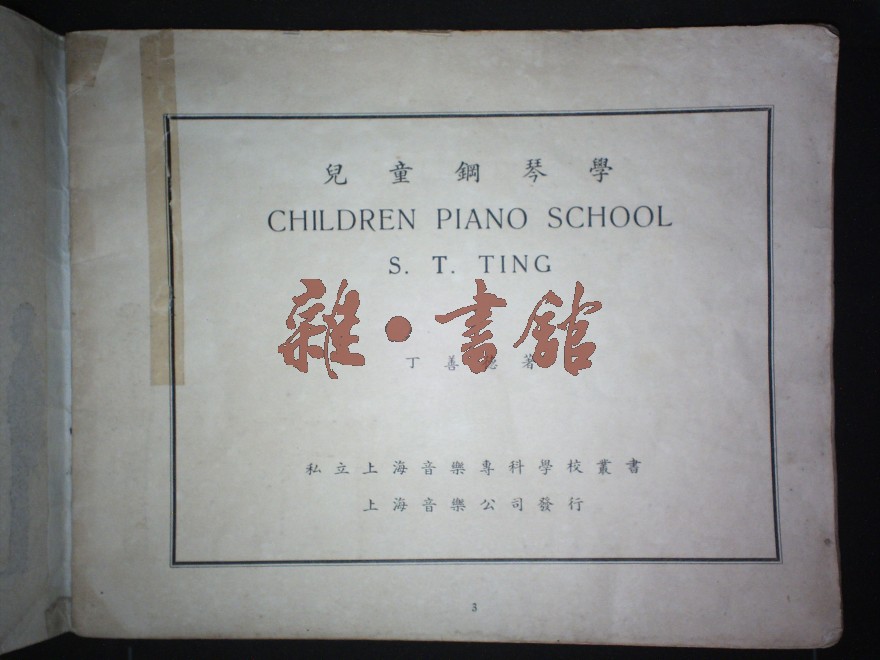 兒童鋼琴學
CHILDREN PIANO SCHOOL
S. T. TING
雜·書館
丁善德著
私立上海音樂專科學校叢書
上海音樂公司發行
3